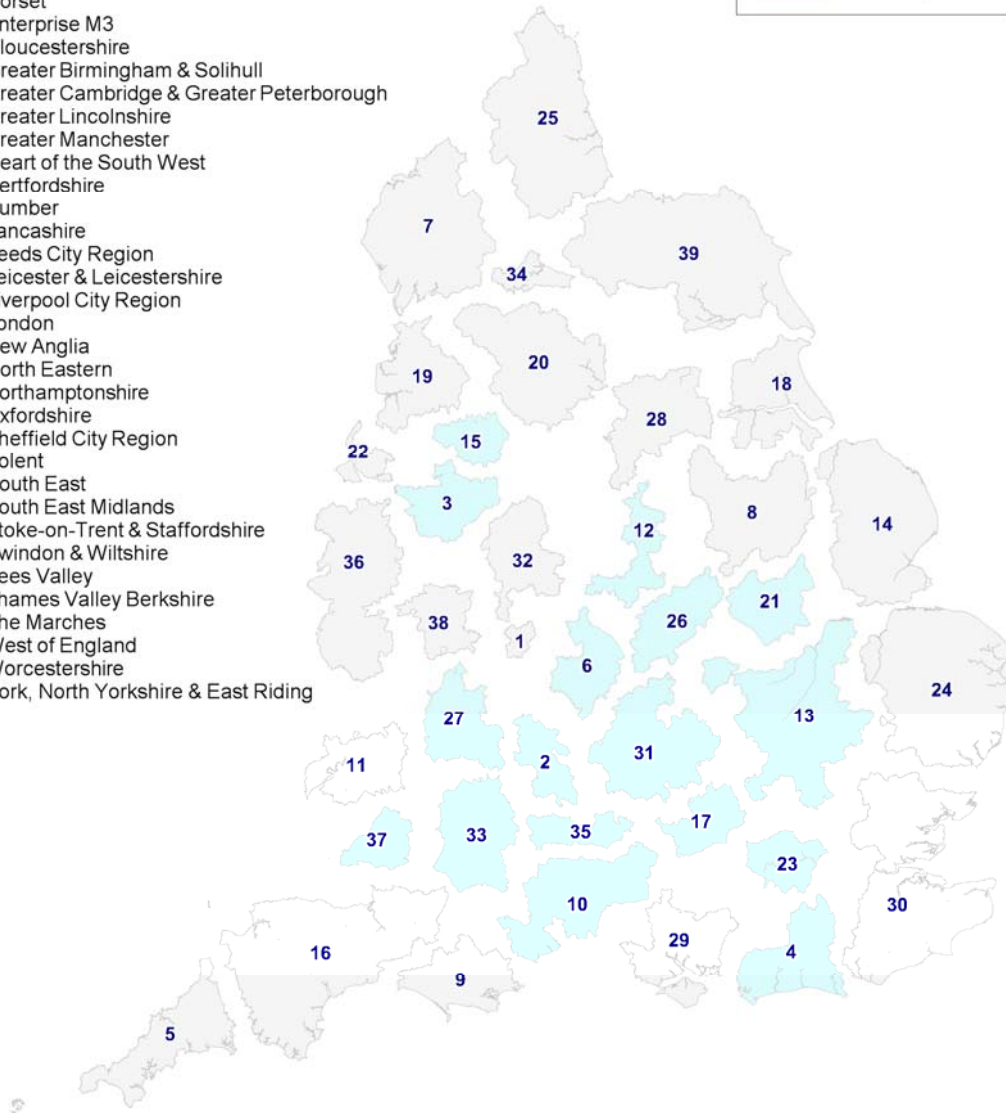 orset
nterprise M3
loucestershire
reater Birmingham & Solihull
reater Cambridge & Greater Peterborough
reater Lincolnshire
reater Manchester
eart of the South West
ertfordshire
umber
ancashire
eeds City Region
eicester & Leicestershire
iverpool City Region
ondon
ew Anglia
orth Eastern
orthamptonshire
xfordshire
heffield City Region
olent
outh East
outh East Midlands
toke-on-Trent & Staffordshire
windon & Wiltshire
ees Valley
hames Valley Berkshire
he Marches
est of England
orcestershire
ork, North Yorkshire & East Riding
25
7
39
34
20
19
18
28
15
22
3
8
12
14
36
32
21
26
38
1
6
24
27
13
31
11
2
17
35
33
37
23
10
30
29
4
16
9
5